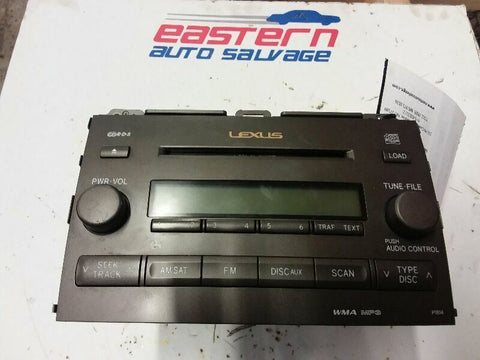 EASTERN
AUTO SALVAGE
LEXUS
LOAD
PWR·VOL
TUNE·FILE
3 4 5 6 TRAF TEXT
PUSH
AUDIO CONTROL
∨ SEEK ∧
TRACK
AM SAT FM DISC AUX SCAN
∨ TYPE ∧
DISC
WMA MP3
P1804